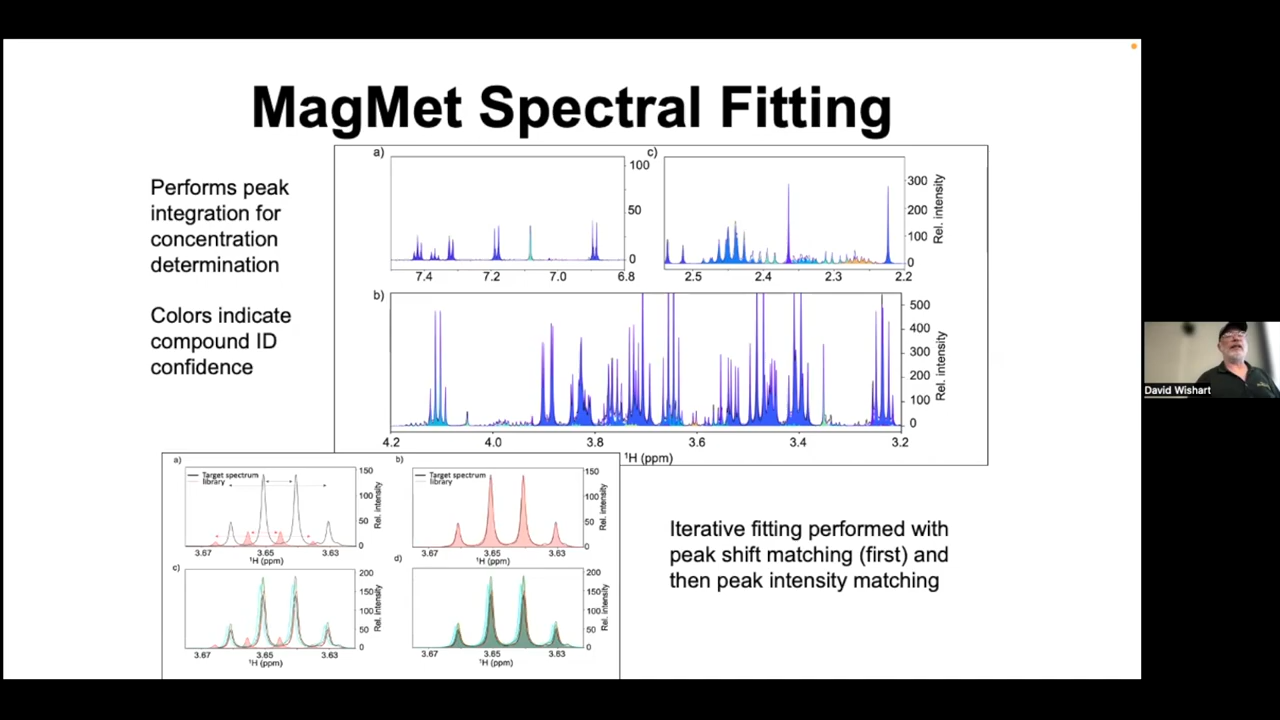 MagMet Spectral Fitting
Performs peak
integration for
concentration
determination
Colors indicate
compound ID
confidence
a)
100
50
0
7.4 7.2 7.0 6.8
c)
300
200
100
0
Rel. intensity
2.5 2.4 2.3 2.2
b)
500
400
300
200
100
0
Rel. intensity
4.2 4.0 3.8 3.6 3.4 3.2
¹H (ppm)
a)
Target spectrum
library
150
100
50
0
Rel. intensity
3.67 3.65 3.63
¹H (ppm)
b)
Target spectrum
library
150
100
50
0
Rel. intensity
3.67 3.65 3.63
¹H (ppm)
c)
200
150
100
50
0
Rel. intensity
3.67 3.65 3.63
¹H (ppm)
d)
200
150
100
50
0
Rel. intensity
3.67 3.65 3.63
¹H (ppm)
Iterative fitting performed with
peak shift matching (first) and
then peak intensity matching
David Wishart